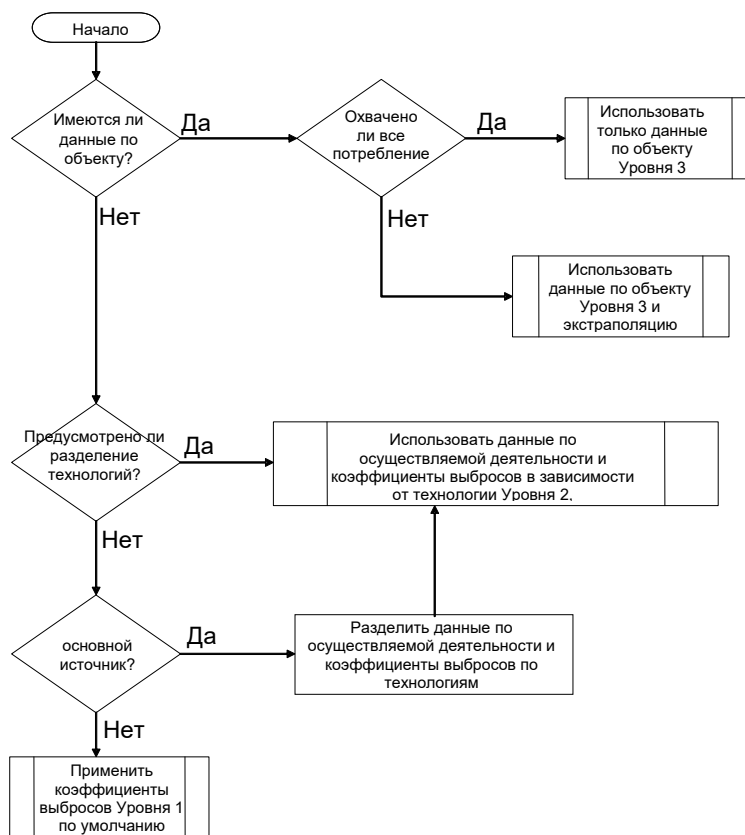 Начало
Имеются ли
данные по
объекту?
Да
Охвачено
ли все
потребление
Да
Использовать
только данные
по объекту
Уровня 3
Нет
Нет
Использовать
данные по объекту
Уровня 3 и
экстраполяцию
Предусмотрено ли
разделение
технологий?
Да
Использовать данные по
осуществляемой деятельности и
коэффициенты выбросов в зависимости
от технологии Уровня 2,
Нет
основной
источник?
Да
Разделить данные по
осуществляемой деятельности и
коэффициенты выбросов по
технологиям
Нет
Применить
коэффициенты
выбросов Уровня 1
по умолчанию